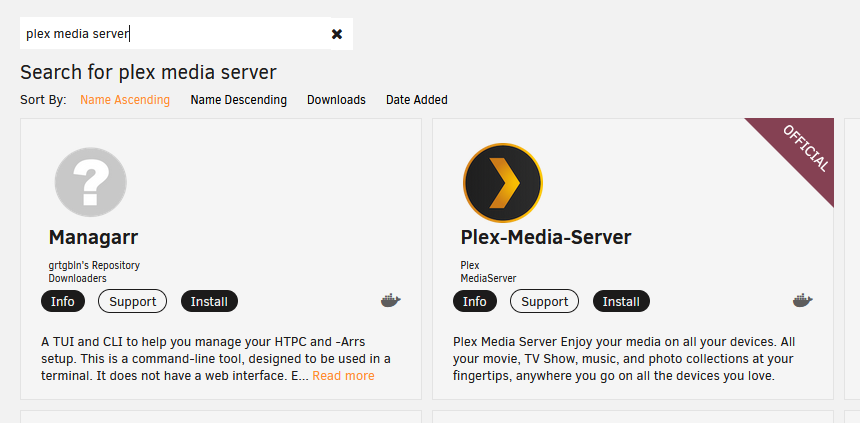 plex media server
Search for plex media server
Sort By: Name Ascending Name Descending Downloads Date Added
?
Managarr
grtgbln's Repository
Downloaders
Info Support Install
A TUI and CLI to help you manage your HTPC and -Arrs
setup. This is a command-line tool, designed to be used in a
terminal. It does not have a web interface. E... Read more
OFFICIAL
Plex-Media-Server
Plex
MediaServer
Info Support Install
Plex Media Server Enjoy your media on all your devices. All
your movie, TV Show, music, and photo collections at your
fingertips, anywhere you go on all the devices you love.